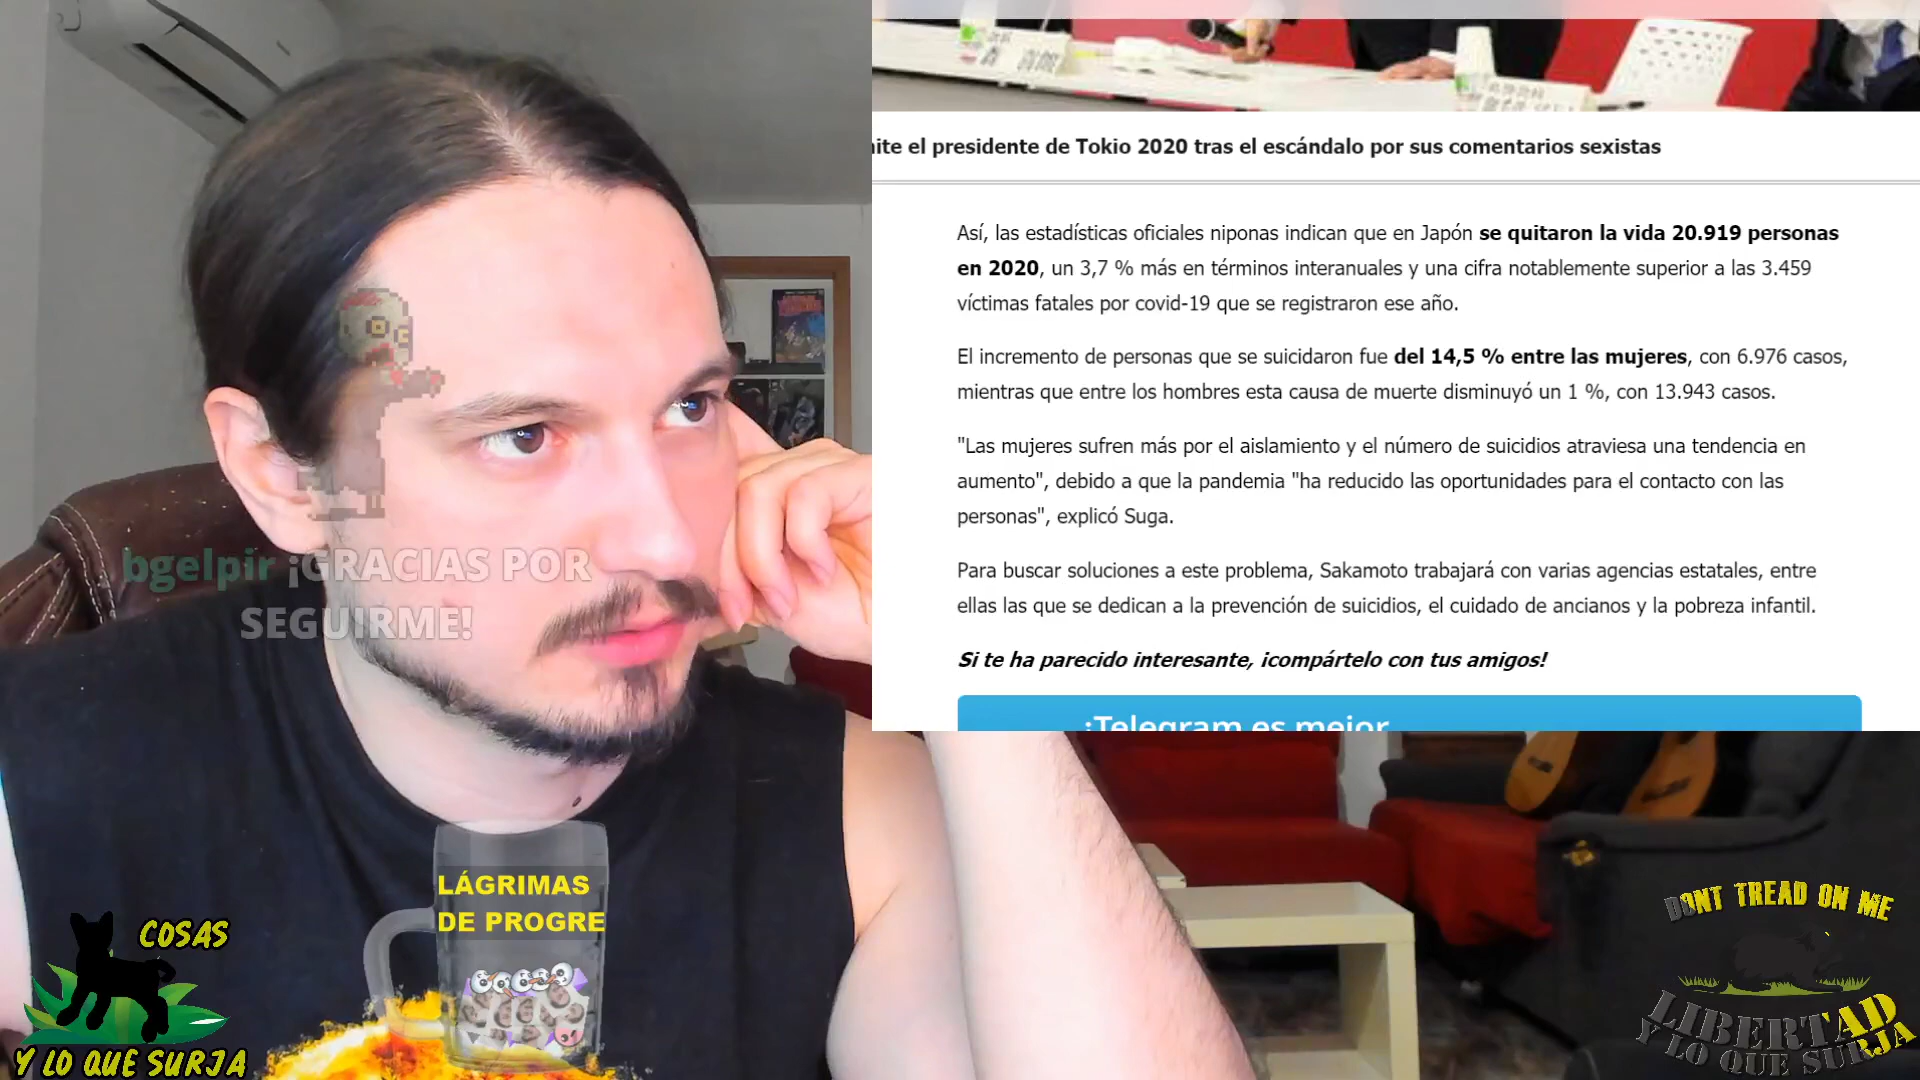 ite el presidente de Tokio 2020 tras el escándalo por sus comentarios sexistas
Así, las estadísticas oficiales niponas indican que en Japón se quitaron la vida 20.919 personas
en 2020, un 3,7 % más en términos interanuales y una cifra notablemente superior a las 3.459
víctimas fatales por covid-19 que se registraron ese año.
El incremento de personas que se suicidaron fue del 14,5 % entre las mujeres, con 6.976 casos,
mientras que entre los hombres esta causa de muerte disminuyó un 1 %, con 13.943 casos.
"Las mujeres sufren más por el aislamiento y el número de suicidios atraviesa una tendencia en
aumento", debido a que la pandemia "ha reducido las oportunidades para el contacto con las
personas", explicó Suga.
Para buscar soluciones a este problema, Sakamoto trabajará con varias agencias estatales, entre
ellas las que se dedican a la prevención de suicidios, el cuidado de ancianos y la pobreza infantil.
Si te ha parecido interesante, ¡compártelo con tus amigos!
¡Telegram es mejor
bgelpir ¡GRACIAS POR
SEGUIRME!
LÁGRIMAS
DE PROGRE
COSAS
Y LO QUE SURJA
DONT TREAD ON ME
LIBERTAD
Y LO QUE SURJA